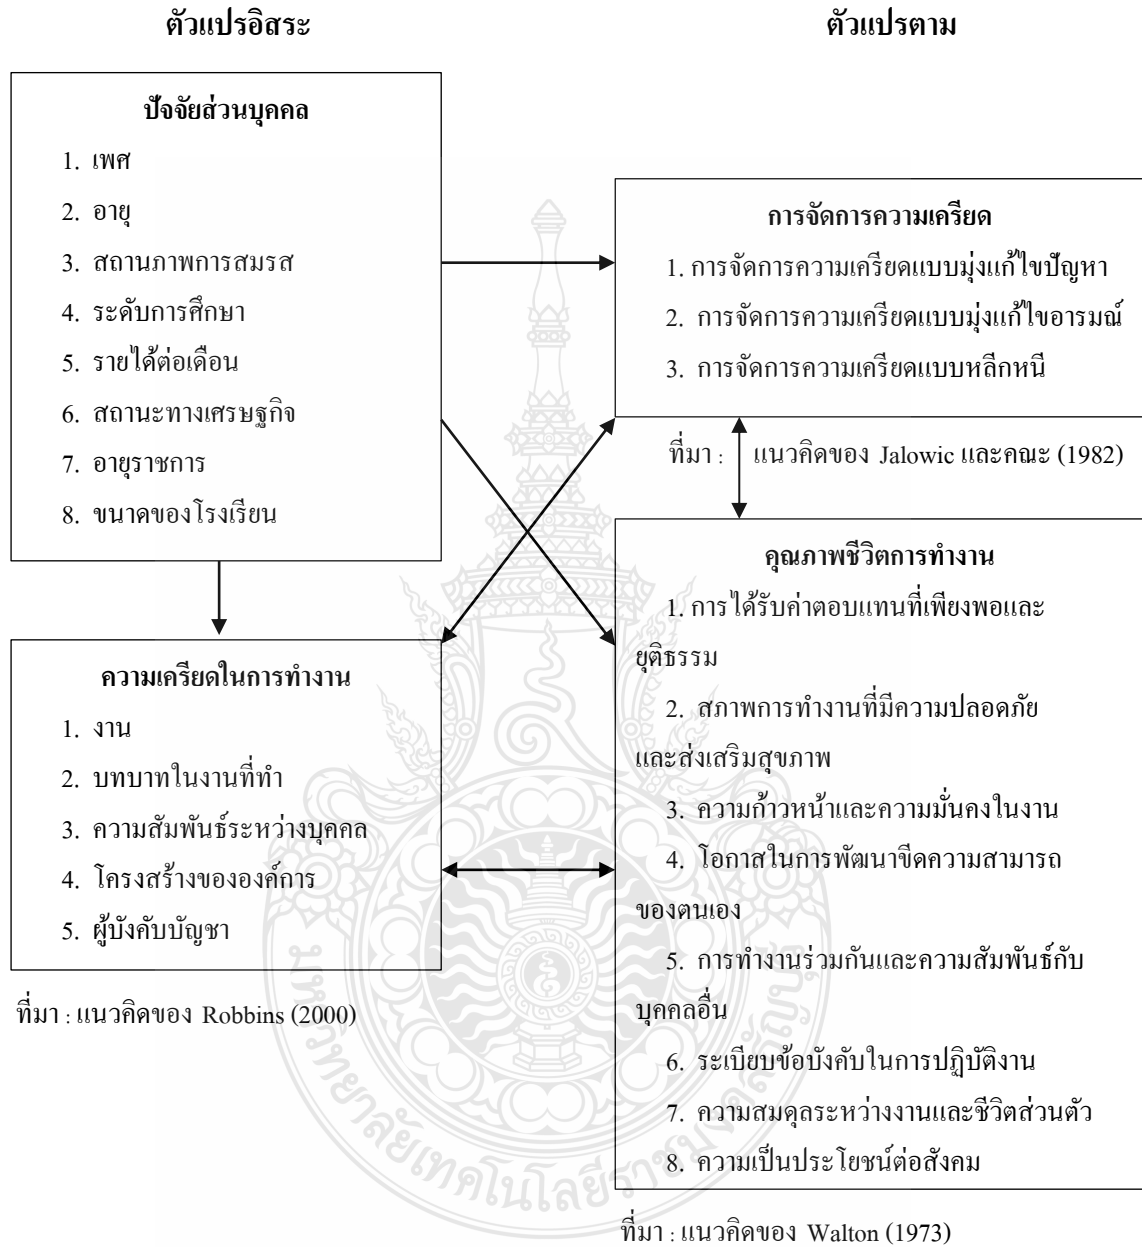 ตัวแปรอิสระ
ตัวแปรตาม
ปัจจัยส่วนบุคคล
1. เพศ
2. อายุ
3. สถานภาพการสมรส
4. ระดับการศึกษา
5. รายได้ต่อเดือน
6. สถานะทางเศรษฐกิจ
7. อายุราชการ
8. ขนาดของโรงเรียน
การจัดการความเครียด
1. การจัดการความเครียดแบบมุ่งแก้ไขปัญหา
2. การจัดการความเครียดแบบมุ่งแก้ไขอารมณ์
3. การจัดการความเครียดแบบหลีกหนี
ที่มา : แนวคิดของ Jalowic และคณะ (1982)
ความเครียดในการทำงาน
1. งาน
2. บทบาทในงานที่ทำ
3. ความสัมพันธ์ระหว่างบุคคล
4. โครงสร้างขององค์การ
5. ผู้บังคับบัญชา
ที่มา : แนวคิดของ Robbins (2000)
คุณภาพชีวิตการทำงาน
1. การได้รับค่าตอบแทนที่เพียงพอและ
ยุติธรรม
2. สภาพการทำงานที่มีความปลอดภัย
และส่งเสริมสุขภาพ
3. ความก้าวหน้าและความมั่นคงในงาน
4. โอกาสในการพัฒนาขีดความสามารถ
ของตนเอง
5. การทำงานร่วมกันและความสัมพันธ์กับ
บุคคลอื่น
6. ระเบียบข้อบังคับในการปฏิบัติงาน
7. ความสมดุลระหว่างงานและชีวิตส่วนตัว
8. ความเป็นประโยชน์ต่อสังคม
ที่มา : แนวคิดของ Walton (1973)
มหาวิทยาลัยเทคโนโลยีราชมงคลธัญบุรี